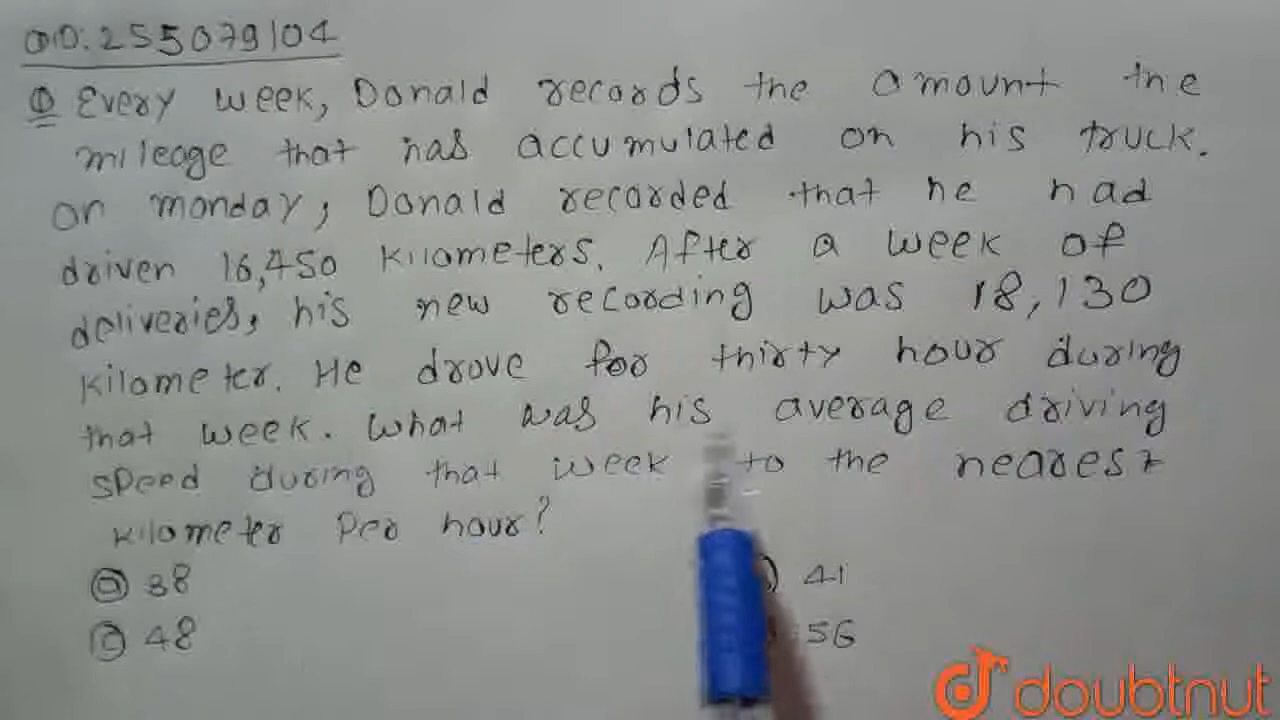 QID: 255079104
Q Every week, Donald records the amount the
mileage that has accumulated on his truck.
on monday, Donald recorded that he had
driven 16,450 kilometers. After a week of
deliveries, his new recording was 18,130
kilometer. He drove for thirty hour during
that week. What was his average driving
speed during that week to the nearest
kilometer per hour?
(a) 38 41
(c) 48 56
doubtnut